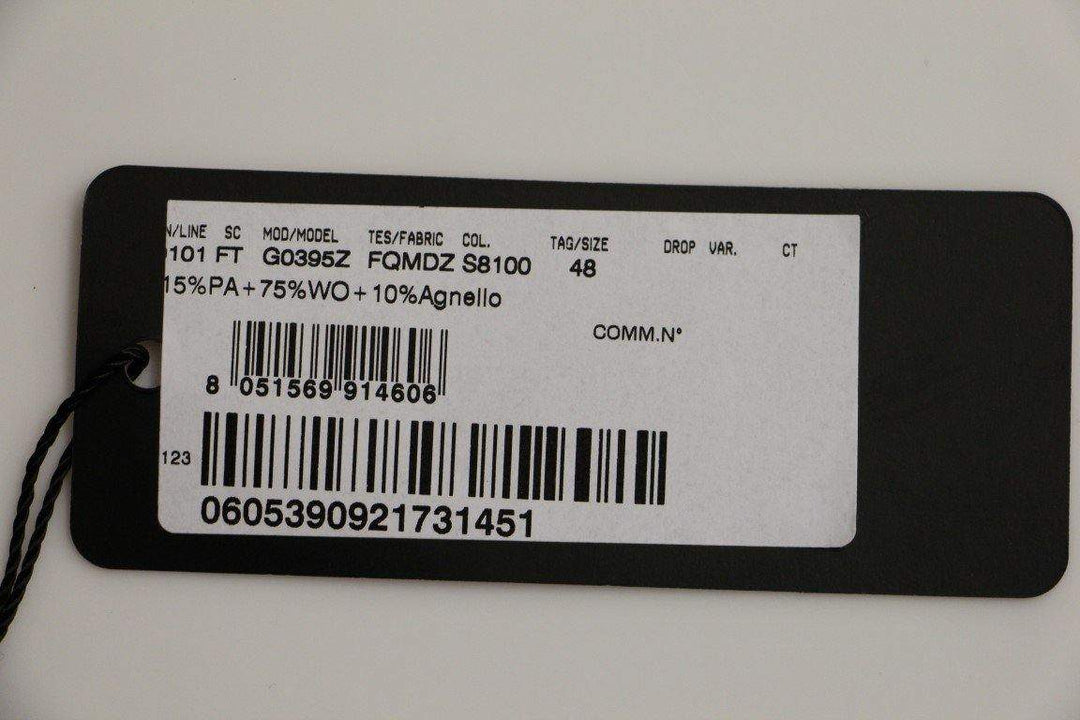 N/LINE SC MOD/MODEL TES/FABRIC COL. TAG/SIZE DROP VAR. CT
101 FT G0395Z FQMDZ S8100 48
15%PA+75%WO+10%Agnello
COMM.N°
8 051569 914606
123
0605390921731451